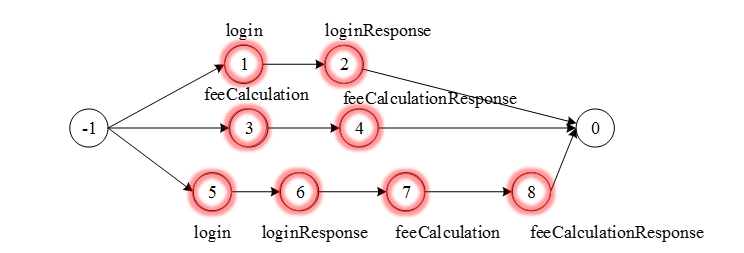 login loginResponse
1 2
feeCalculation feeCalculationResponse
-1 3 4 0
5 6 7 8
login loginResponse feeCalculation feeCalculationResponse